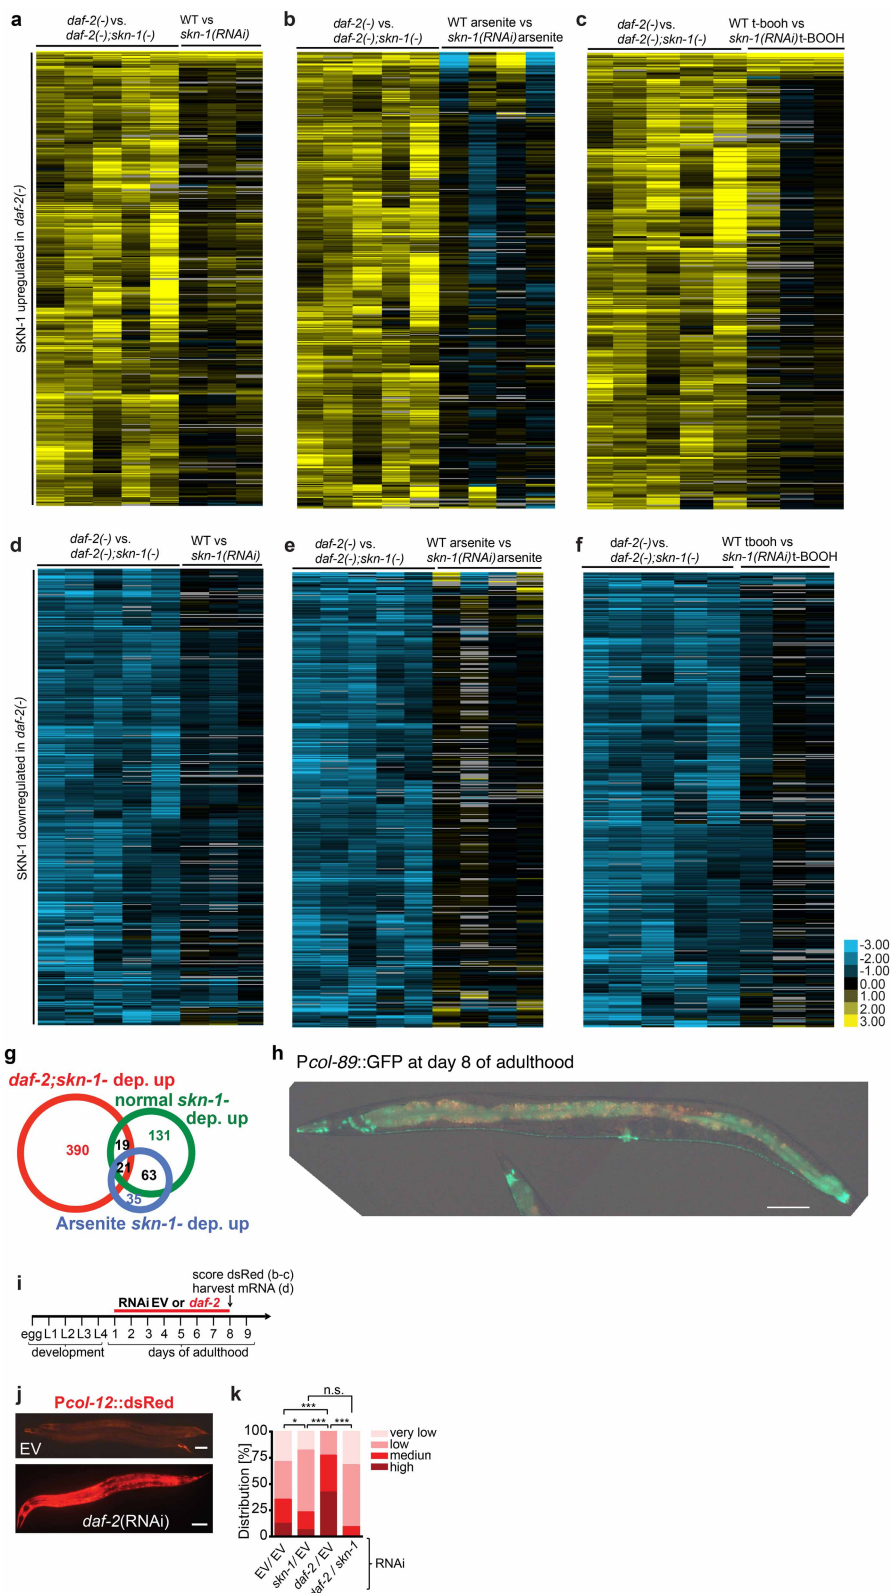 a
daf-2(-) vs.
daf-2(-);skn-1(-)
WT vs
skn-1(RNAi)
b
daf-2(-) vs.
daf-2(-);skn-1(-)
WT arsenite vs
skn-1(RNAi) arsenite
c
daf-2(-) vs.
daf-2(-);skn-1(-)
WT t-booh vs
skn-1(RNAi) t-BOOH
SKN-1 upregulated in daf-2(-)
d
daf-2(-) vs.
daf-2(-);skn-1(-)
WT vs
skn-1(RNAi)
e
daf-2(-) vs.
daf-2(-);skn-1(-)
WT arsenite vs
skn-1(RNAi) arsenite
f
daf-2(-) vs.
daf-2(-);skn-1(-)
WT tbooh vs
skn-1(RNAi) t-BOOH
SKN-1 downregulated in daf-2(-)
-3.00
-2.00
-1.00
0.00
1.00
2.00
3.00
g
daf-2;skn-1- dep. up
normal skn-1-
dep. up
390
19
131
21
63
35
Arsenite skn-1- dep. up
h
Pcol-89::GFP at day 8 of adulthood
i
score dsRed (b-c)
harvest mRNA (d)
RNAi EV or daf-2
egg L1 L2 L3 L4 1 2 3 4 5 6 7 8 9
development
days of adulthood
j
Pcol-12::dsRed
EV
daf-2(RNAi)
k
n.s.
***
* *** ***
very low
low
mediun
high
Distribution [%]
100
75
50
25
0
EV/ EV
skn-1/ EV
daf-2 / EV
daf-2 / skn-1
RNAi